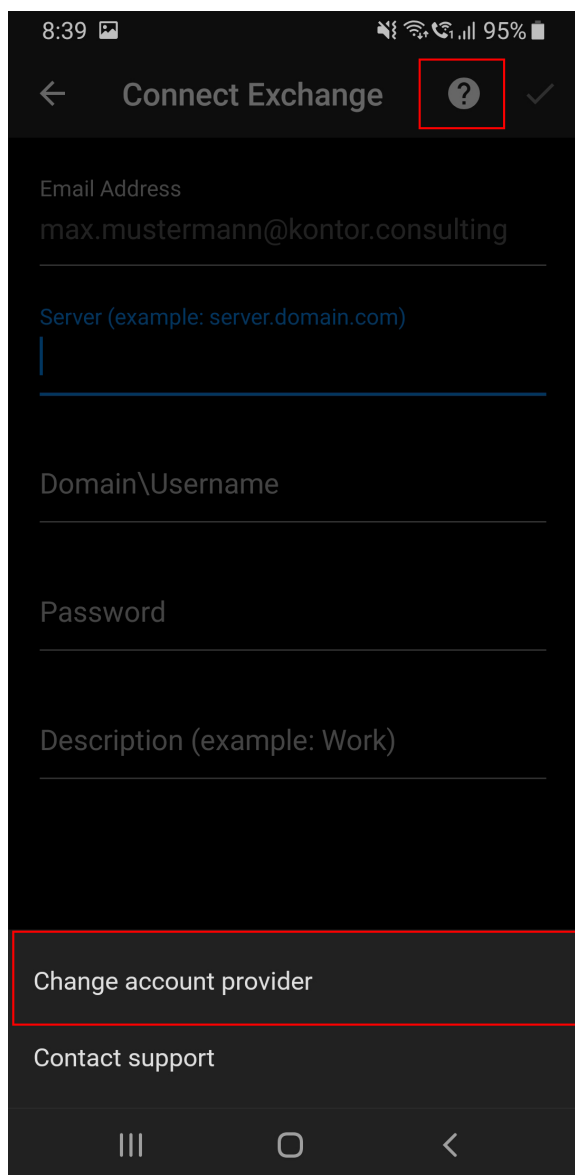 8:39 95%
Connect Exchange
Email Address
max.mustermann@kontor.consulting
Server (example: server.domain.com)
Domain\Username
Password
Description (example: Work)
Change account provider
Contact support